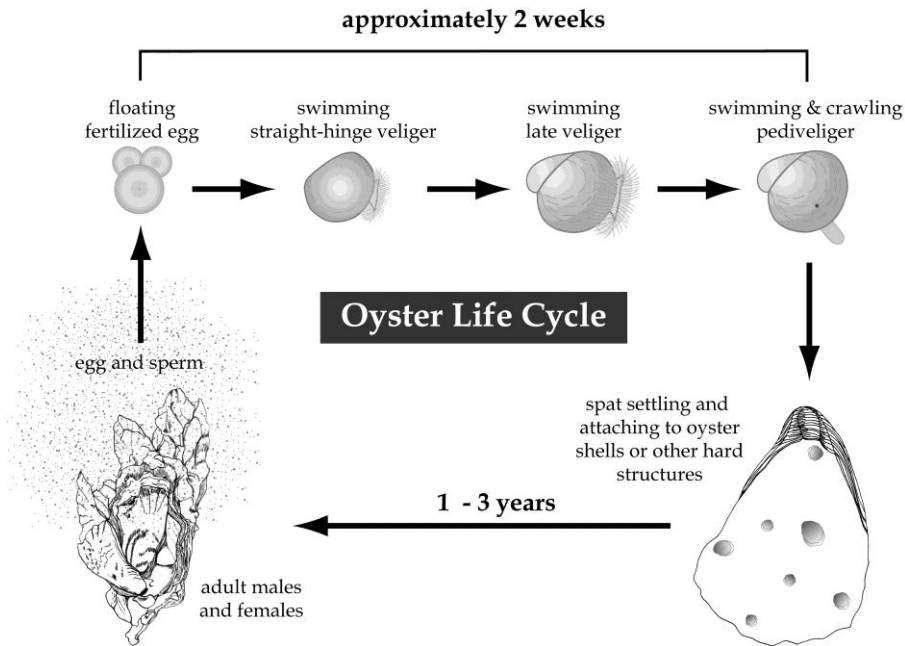 approximately 2 weeks
floating
fertilized egg
swimming
straight-hinge veliger
swimming
late veliger
swimming & crawling
pediveliger
Oyster Life Cycle
egg and sperm
spat settling and
attaching to oyster
shells or other hard
structures
1 - 3 years
adult males
and females